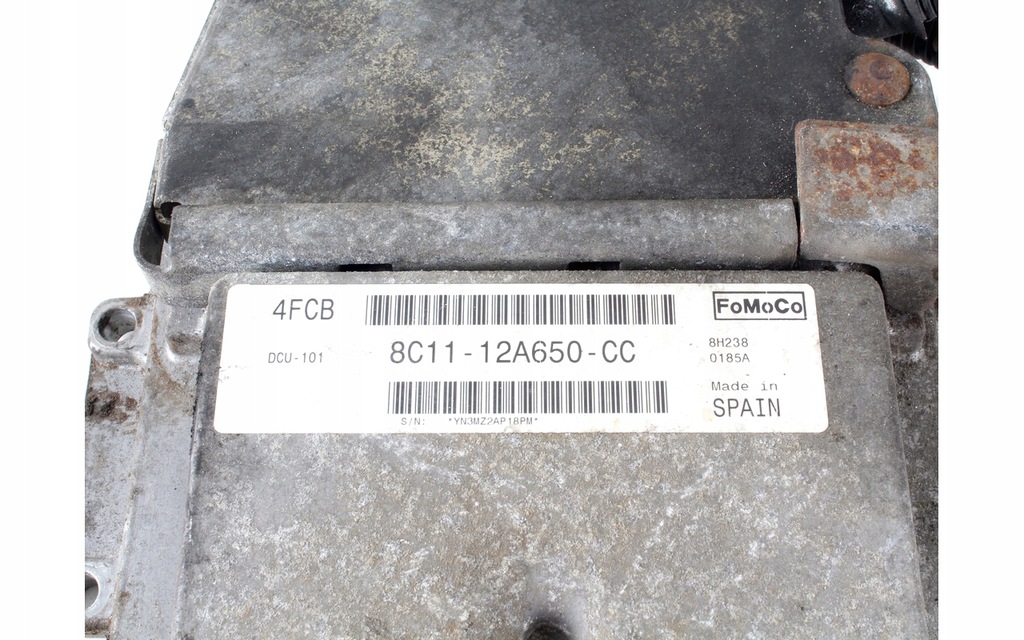 4FCB
FoMoCo
DCU-101
8C11-12A650-CC
8H238
0185A
Made in
SPAIN
S/N: *YN3MZ2AP18PM*